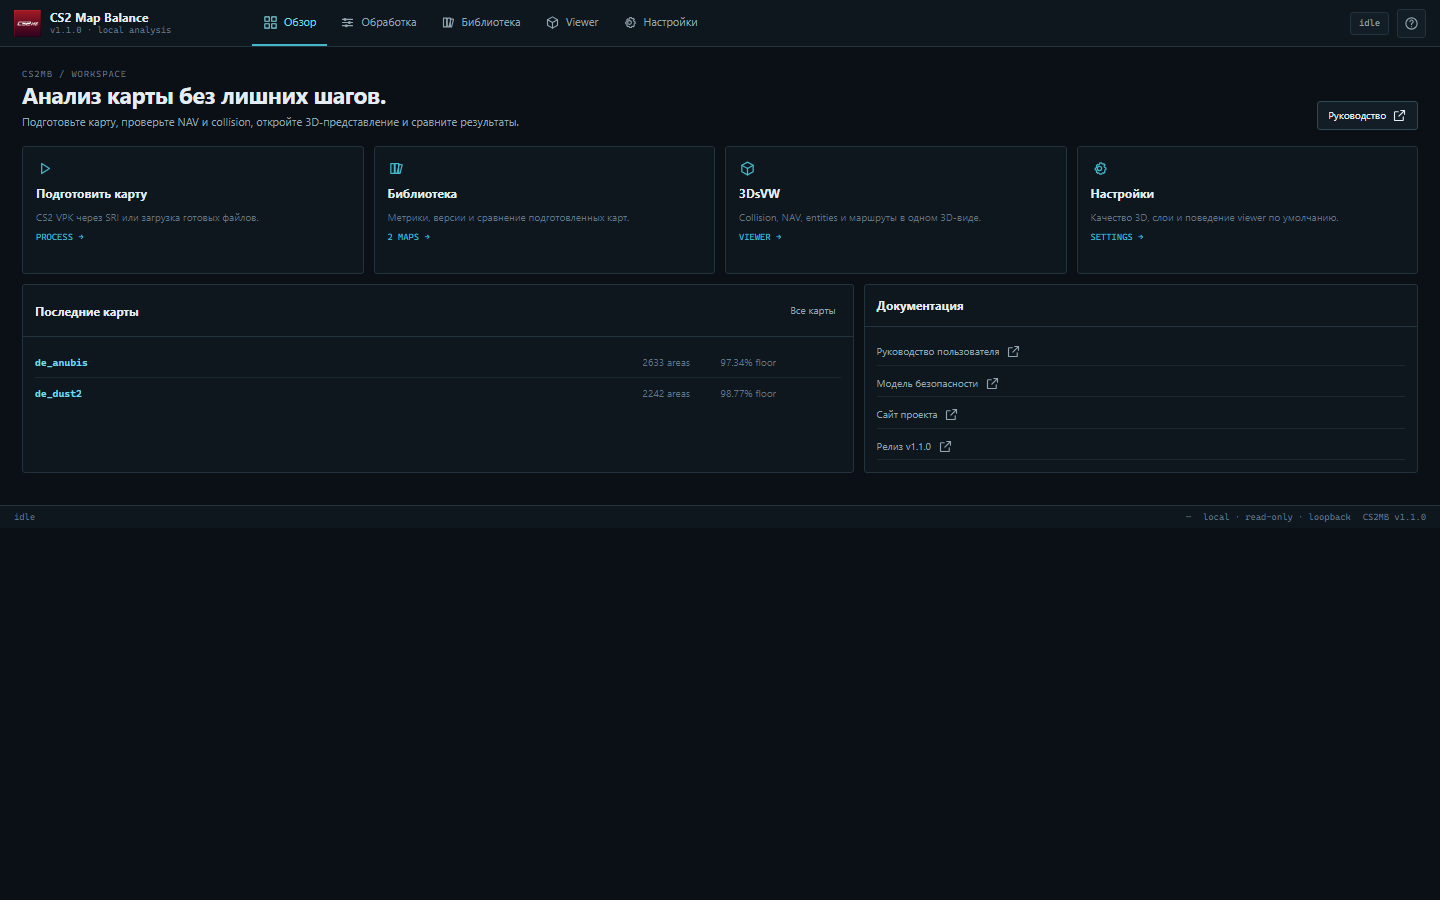 CS2 Map Balance
v1.1.0 · local analysis
Обзор
Обработка
Библиотека
Viewer
Настройки
idle
CS2MB / WORKSPACE
Анализ карты без лишних шагов.
Подготовьте карту, проверьте NAV и collision, откройте 3D-представление и сравните результаты.
Руководство
Подготовить карту
CS2 VPK через SRI или загрузка готовых файлов.
PROCESS →
Библиотека
Метрики, версии и сравнение подготовленных карт.
2 MAPS →
3DsVW
Collision, NAV, entities и маршруты в одном 3D-виде.
VIEWER →
Настройки
Качество 3D, слои и поведение viewer по умолчанию.
SETTINGS →
Последние карты
Все карты
de_anubis 2633 areas 97.34% floor
de_dust2 2242 areas 98.77% floor
Документация
Руководство пользователя
Модель безопасности
Сайт проекта
Релиз v1.1.0
idle
— local · read-only · loopback CS2MB v1.1.0